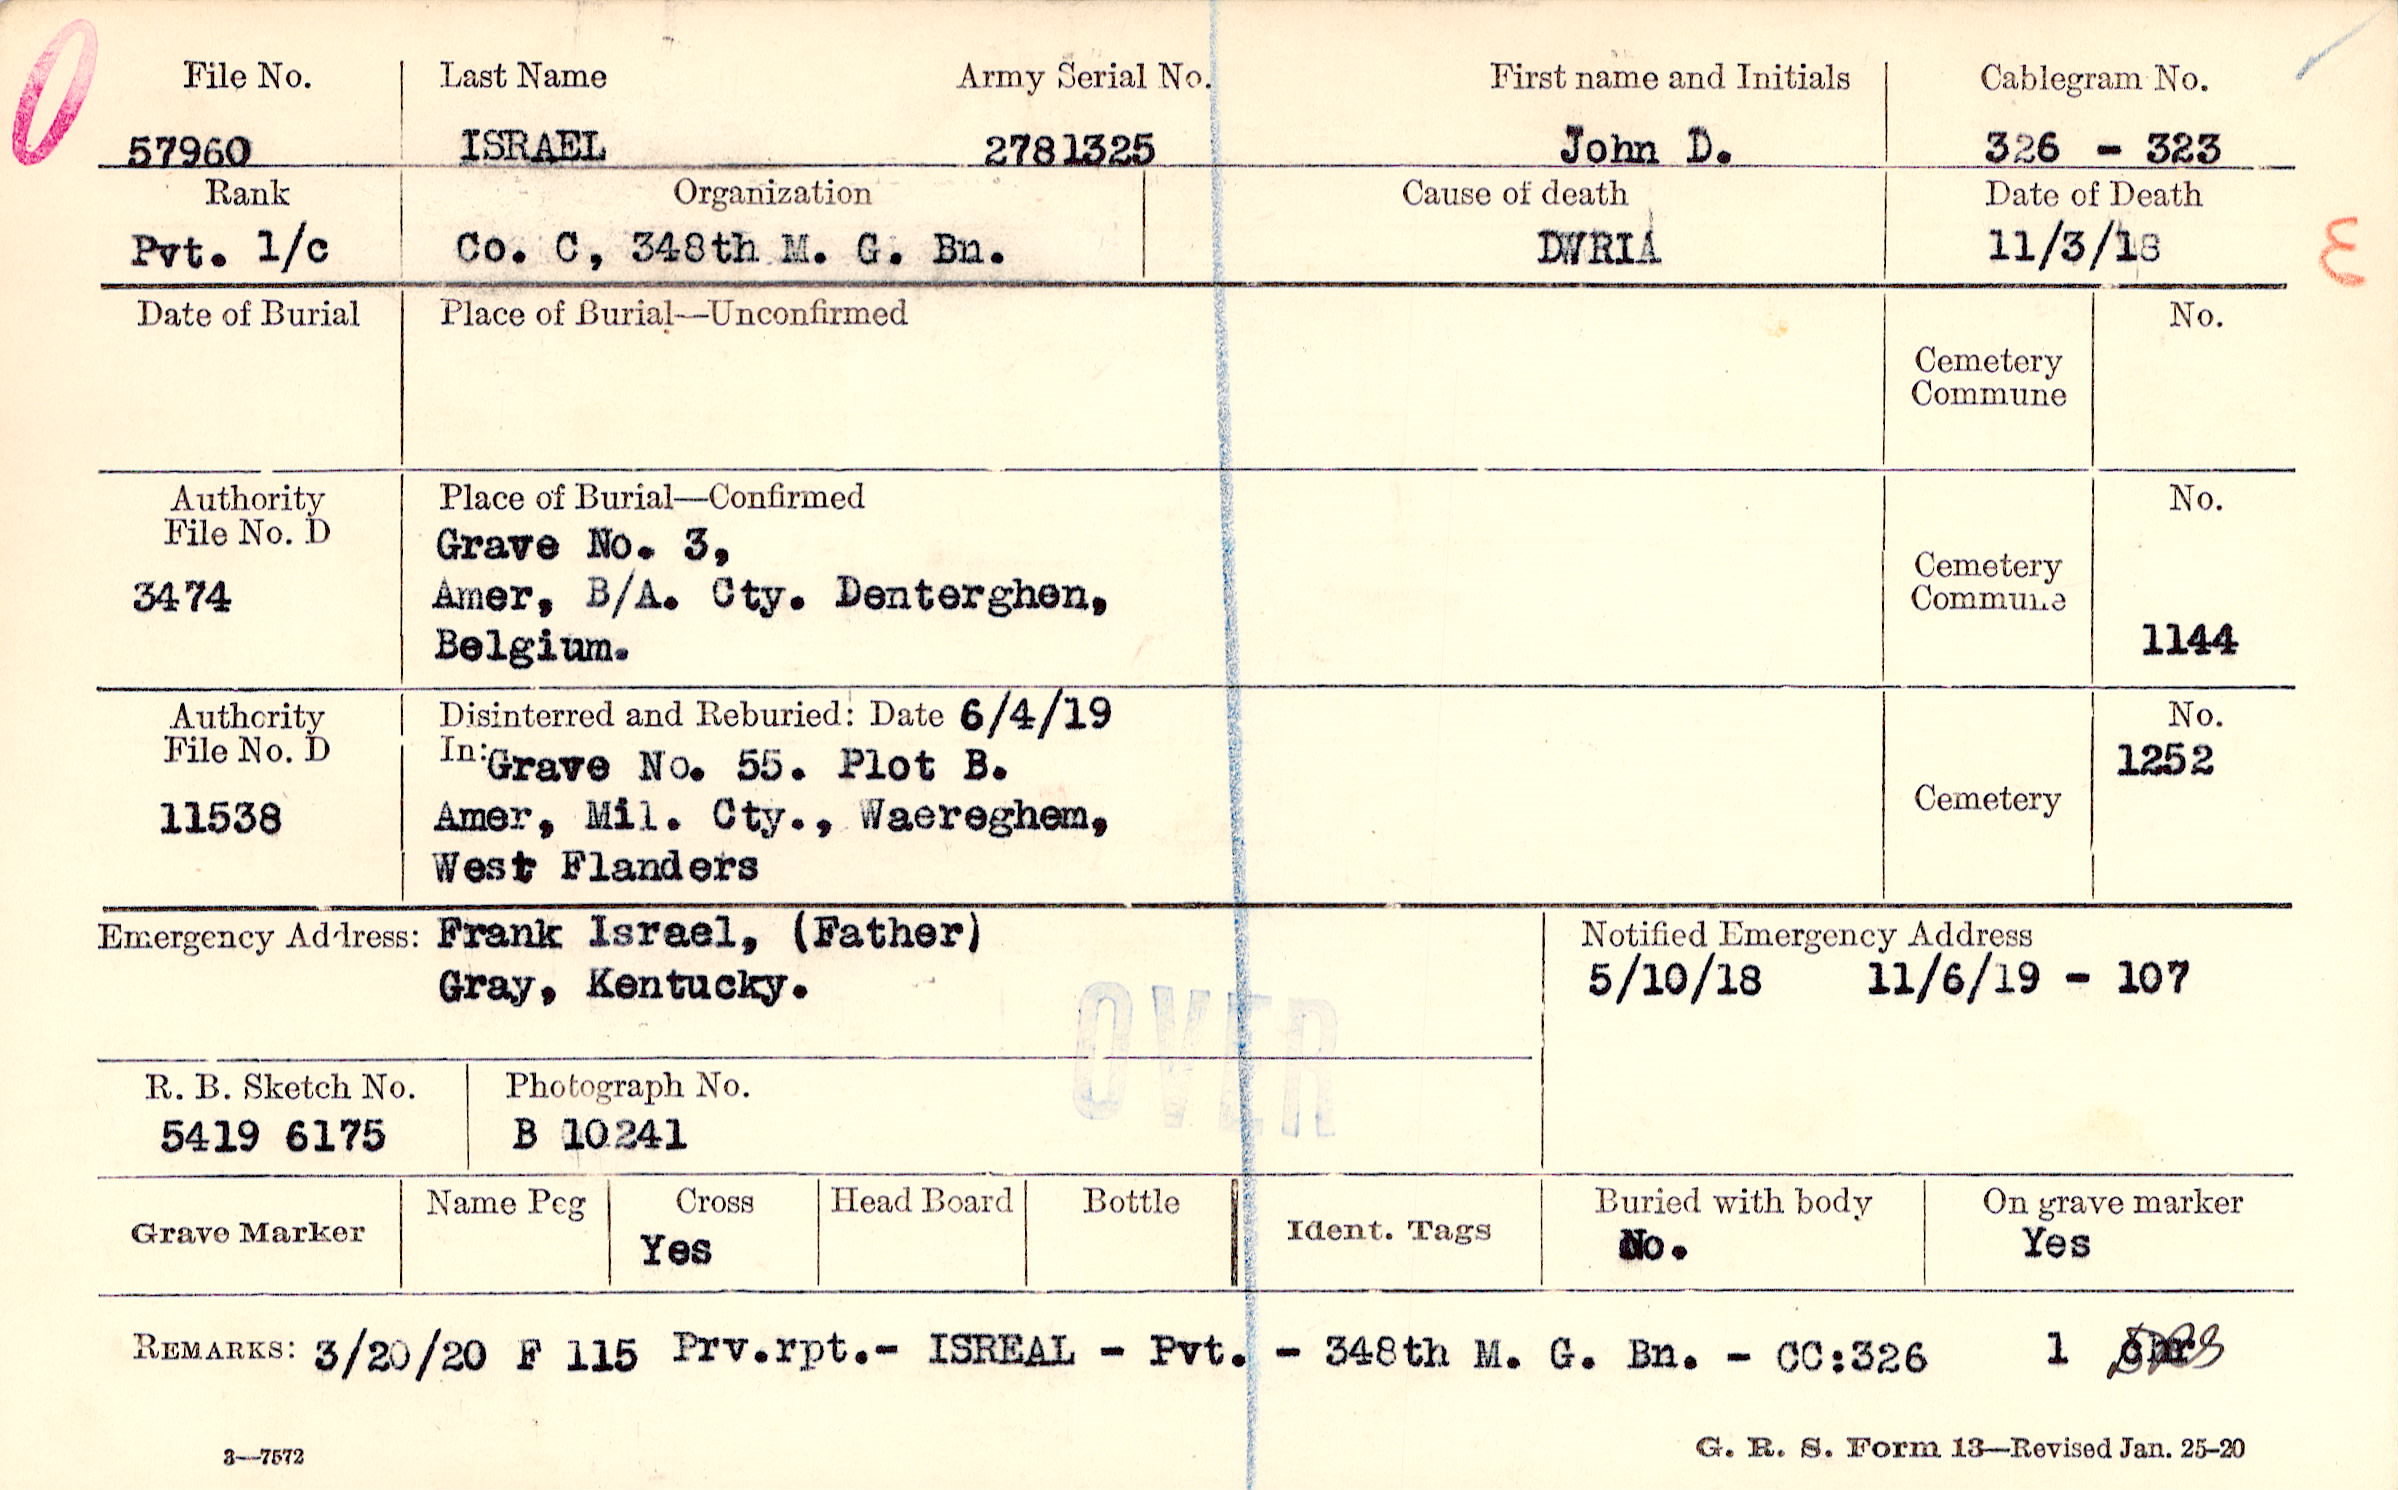 File No. Last Name Army Serial No. First name and Initials Cablegram No.
57960 ISRAEL 2781325 John D. 326 - 323
Rank Organization Cause of death Date of Death
Pvt. 1/c Co. C, 348th M. G. Bn. DWRIA 11/3/18
Date of Burial Place of Burial—Unconfirmed No.
Cemetery
Commune
Authority Place of Burial—Confirmed No.
File No. D Grave No. 3,
3474 Amer, B/A. Cty. Denterghen, Cemetery
Commune
Belgium. 1144
Authority Disinterred and Reburied: Date 6/4/19 No.
File No. D In: Grave No. 55. Plot B. 1252
11538 Amer, Mil. Cty., Waereghem, Cemetery
West Flanders
Emergency Address: Frank Israel, (Father) Notified Emergency Address
Gray, Kentucky. 5/10/18 11/6/19 - 107
OVER
R. B. Sketch No. Photograph No.
5419 6175 B 10241
Grave Marker Name Peg Cross Head Board Bottle Ident. Tags Buried with body On grave marker
Yes No. Yes
REMARKS: 3/20/20 F 115 Prv.rpt.- ISREAL - Pvt. - 348th M. G. Bn. - CC:326 1
3—7572 G. R. S. Form 13—Revised Jan. 25-20